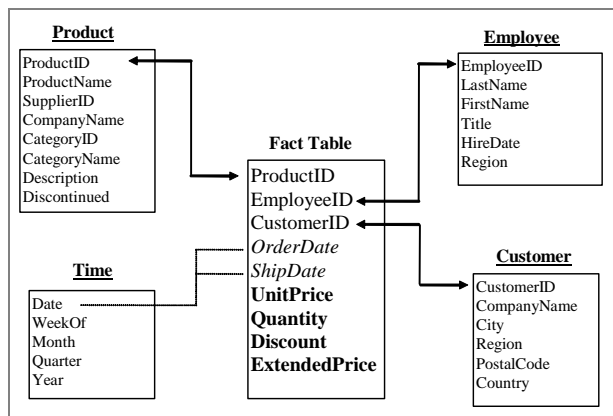 Product
ProductID
ProductName
SupplierID
CompanyName
CategoryID
CategoryName
Description
Discontinued
Employee
EmployeeID
LastName
FirstName
Title
HireDate
Region
Fact Table
ProductID
EmployeeID
CustomerID
OrderDate
ShipDate
UnitPrice
Quantity
Discount
ExtendedPrice
Time
Date
WeekOf
Month
Quarter
Year
Customer
CustomerID
CompanyName
City
Region
PostalCode
Country